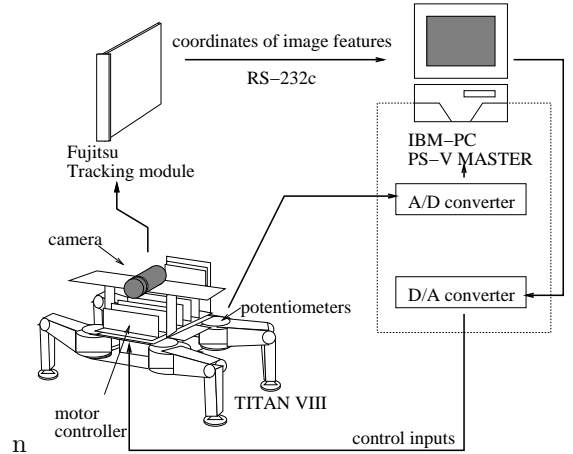 coordinates of image features
RS−232c
IBM−PC
PS−V MASTER
Fujitsu
Tracking module
A/D converter
camera
D/A converter
potentiometers
TITAN VIII
motor
controller
control inputs
n